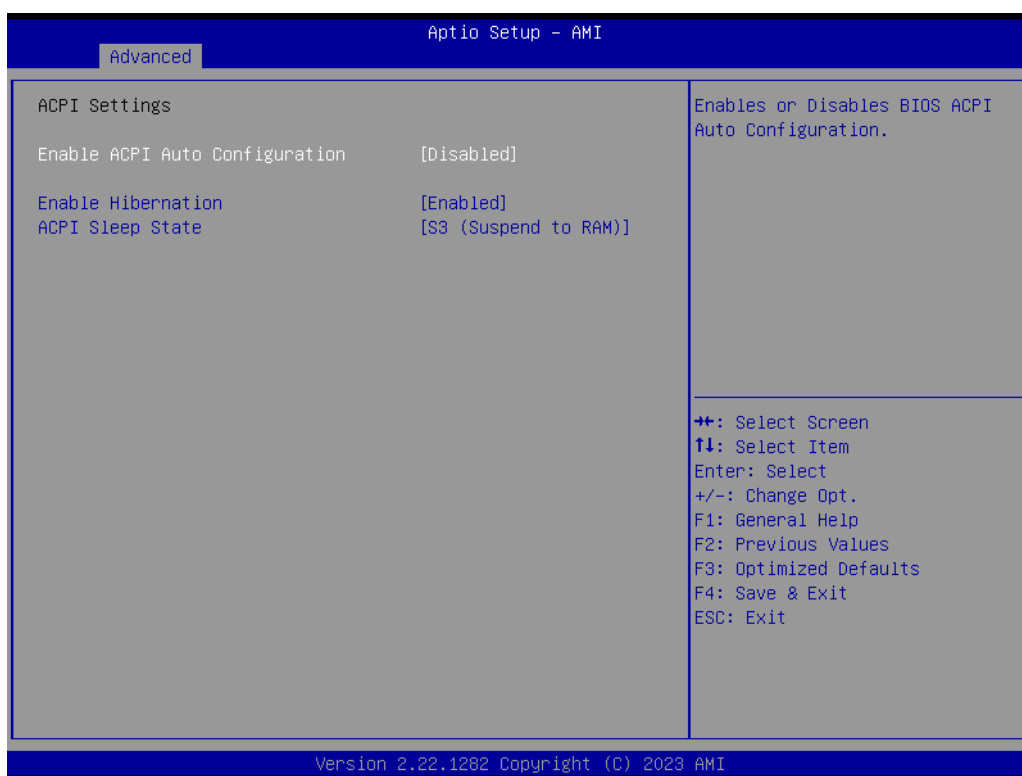 Aptio Setup – AMI
Advanced
ACPI Settings
Enable ACPI Auto Configuration [Disabled]
Enable Hibernation [Enabled]
ACPI Sleep State [S3 (Suspend to RAM)]
Enables or Disables BIOS ACPI
Auto Configuration.
→←: Select Screen
↑↓: Select Item
Enter: Select
+/-: Change Opt.
F1: General Help
F2: Previous Values
F3: Optimized Defaults
F4: Save & Exit
ESC: Exit
Version 2.22.1282 Copyright (C) 2023 AMI